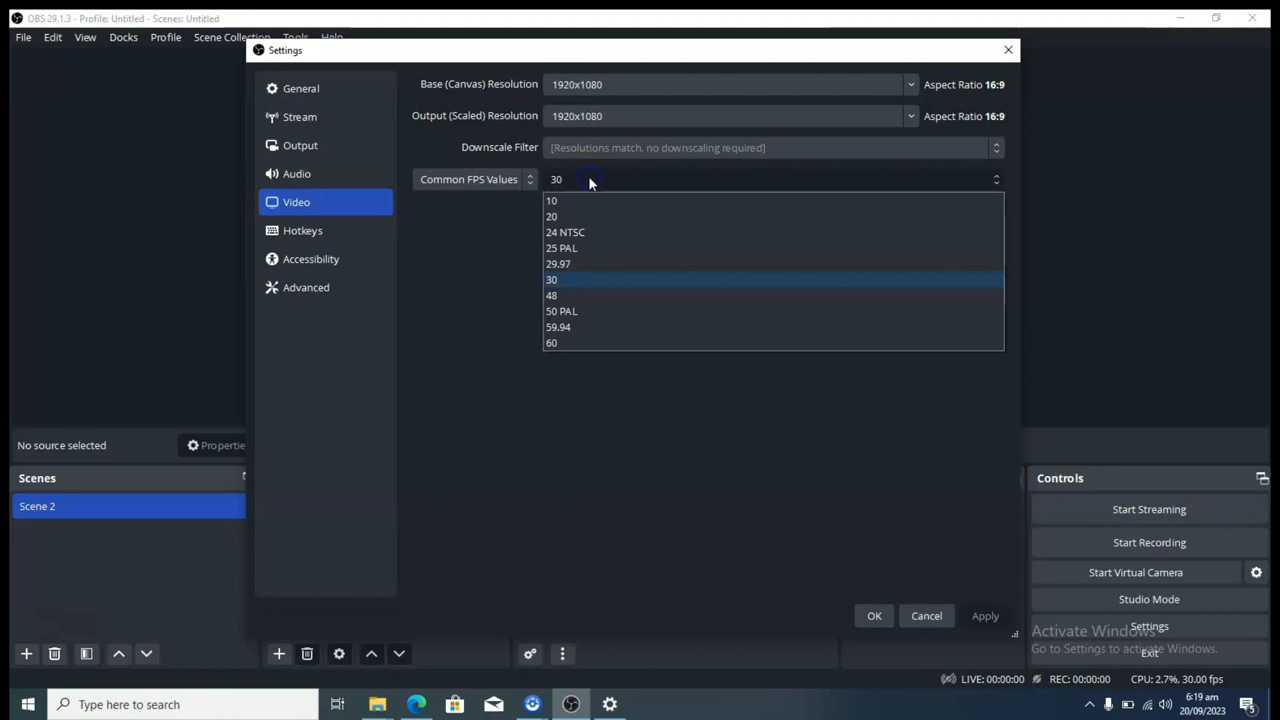 OBS 29.1.3 - Profile: Untitled - Scenes: Untitled
File Edit View Docks Profile Scene Collection Tools Help
Settings
General
Stream
Output
Audio
Video
Hotkeys
Accessibility
Advanced
Base (Canvas) Resolution 1920x1080 Aspect Ratio 16:9
Output (Scaled) Resolution 1920x1080 Aspect Ratio 16:9
Downscale Filter [Resolutions match, no downscaling required]
Common FPS Values 30
10
20
24 NTSC
25 PAL
29.97
30
48
50 PAL
59.94
60
OK Cancel Apply
No source selected Propertie
Scenes
Scene 2
Controls
Start Streaming
Start Recording
Start Virtual Camera
Studio Mode
Settings
Exit
Activate Windows
Go to Settings to activate Windows.
LIVE: 00:00:00 REC: 00:00:00 CPU: 2.7%, 30.00 fps
Type here to search
6:19 am
20/09/2023
5